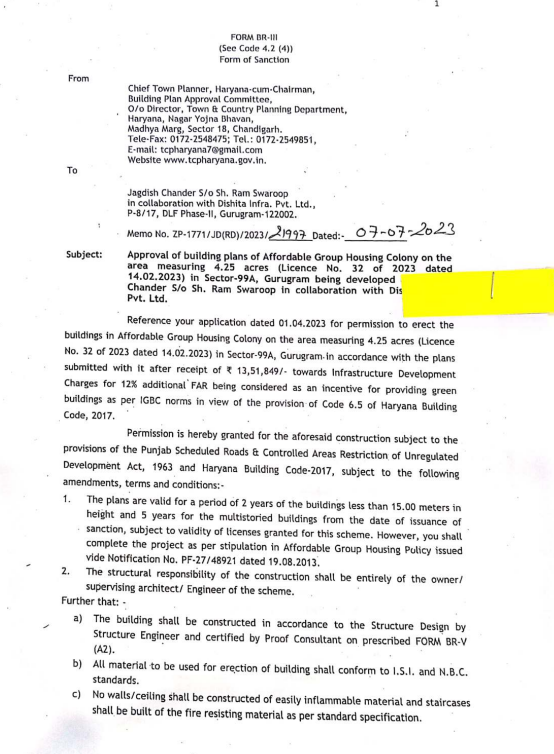 1
FORM BR-III
(See Code 4.2 (4))
Form of Sanction
From
Chief Town Planner, Haryana-cum-Chairman,
Building Plan Approval Committee,
O/o Director, Town & Country Planning Department,
Haryana, Nagar Yojna Bhavan,
Madhya Marg, Sector 18, Chandigarh.
Tele-Fax: 0172-2548475; Tel.: 0172-2549851,
E-mail: tcpharyana7@gmail.com
Website www.tcpharyana.gov.in.
To
Jagdish Chander S/o Sh. Ram Swaroop
in collaboration with Dishita Infra. Pvt. Ltd.,
P-8/17, DLF Phase-II, Gurugram-122002.
Memo No. ZP-1771/JD(RD)/2023/ 21997 Dated:- 07-07-2023
Subject: Approval of building plans of Affordable Group Housing Colony on the
area measuring 4.25 acres (Licence No. 32 of 2023 dated
14.02.2023) in Sector-99A, Gurugram being developed
Chander S/o Sh. Ram Swaroop in collaboration with Dis
Pvt. Ltd.
Reference your application dated 01.04.2023 for permission to erect the
buildings in Affordable Group Housing Colony on the area measuring 4.25 acres (Licence
No. 32 of 2023 dated 14.02.2023) in Sector-99A, Gurugram in accordance with the plans
submitted with it after receipt of ₹ 13,51,849/- towards Infrastructure Development
Charges for 12% additional FAR being considered as an incentive for providing green
buildings as per IGBC norms in view of the provision of Code 6.5 of Haryana Building
Code, 2017.
Permission is hereby granted for the aforesaid construction subject to the
provisions of the Punjab Scheduled Roads & Controlled Areas Restriction of Unregulated
Development Act, 1963 and Haryana Building Code-2017, subject to the following
amendments, terms and conditions:-
1. The plans are valid for a period of 2 years of the buildings less than 15.00 meters in
height and 5 years for the multistoried buildings from the date of issuance of
sanction, subject to validity of licenses granted for this scheme. However, you shall
complete the project as per stipulation in Affordable Group Housing Policy issued
vide Notification No. PF-27/48921 dated 19.08.2013.
2. The structural responsibility of the construction shall be entirely of the owner/
supervising architect/ Engineer of the scheme.
Further that: -
a) The building shall be constructed in accordance to the Structure Design by
Structure Engineer and certified by Proof Consultant on prescribed FORM BR-V
(A2).
b) All material to be used for erection of building shall conform to I.S.I. and N.B.C.
standards.
c) No walls/ceiling shall be constructed of easily inflammable material and staircases
shall be built of the fire resisting material as per standard specification.